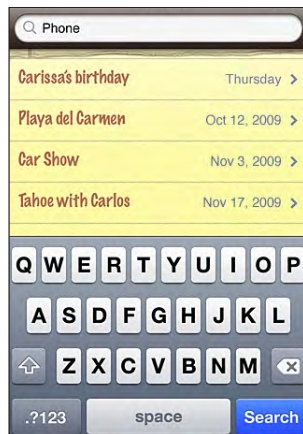 Phone
Carissa's birthday Thursday
Playa del Carmen Oct 12, 2009
Car Show Nov 3, 2009
Tahoe with Carlos Nov 17, 2009
Q W E R T Y U I O P
A S D F G H J K L
Z X C V B N M
.?123 space Search